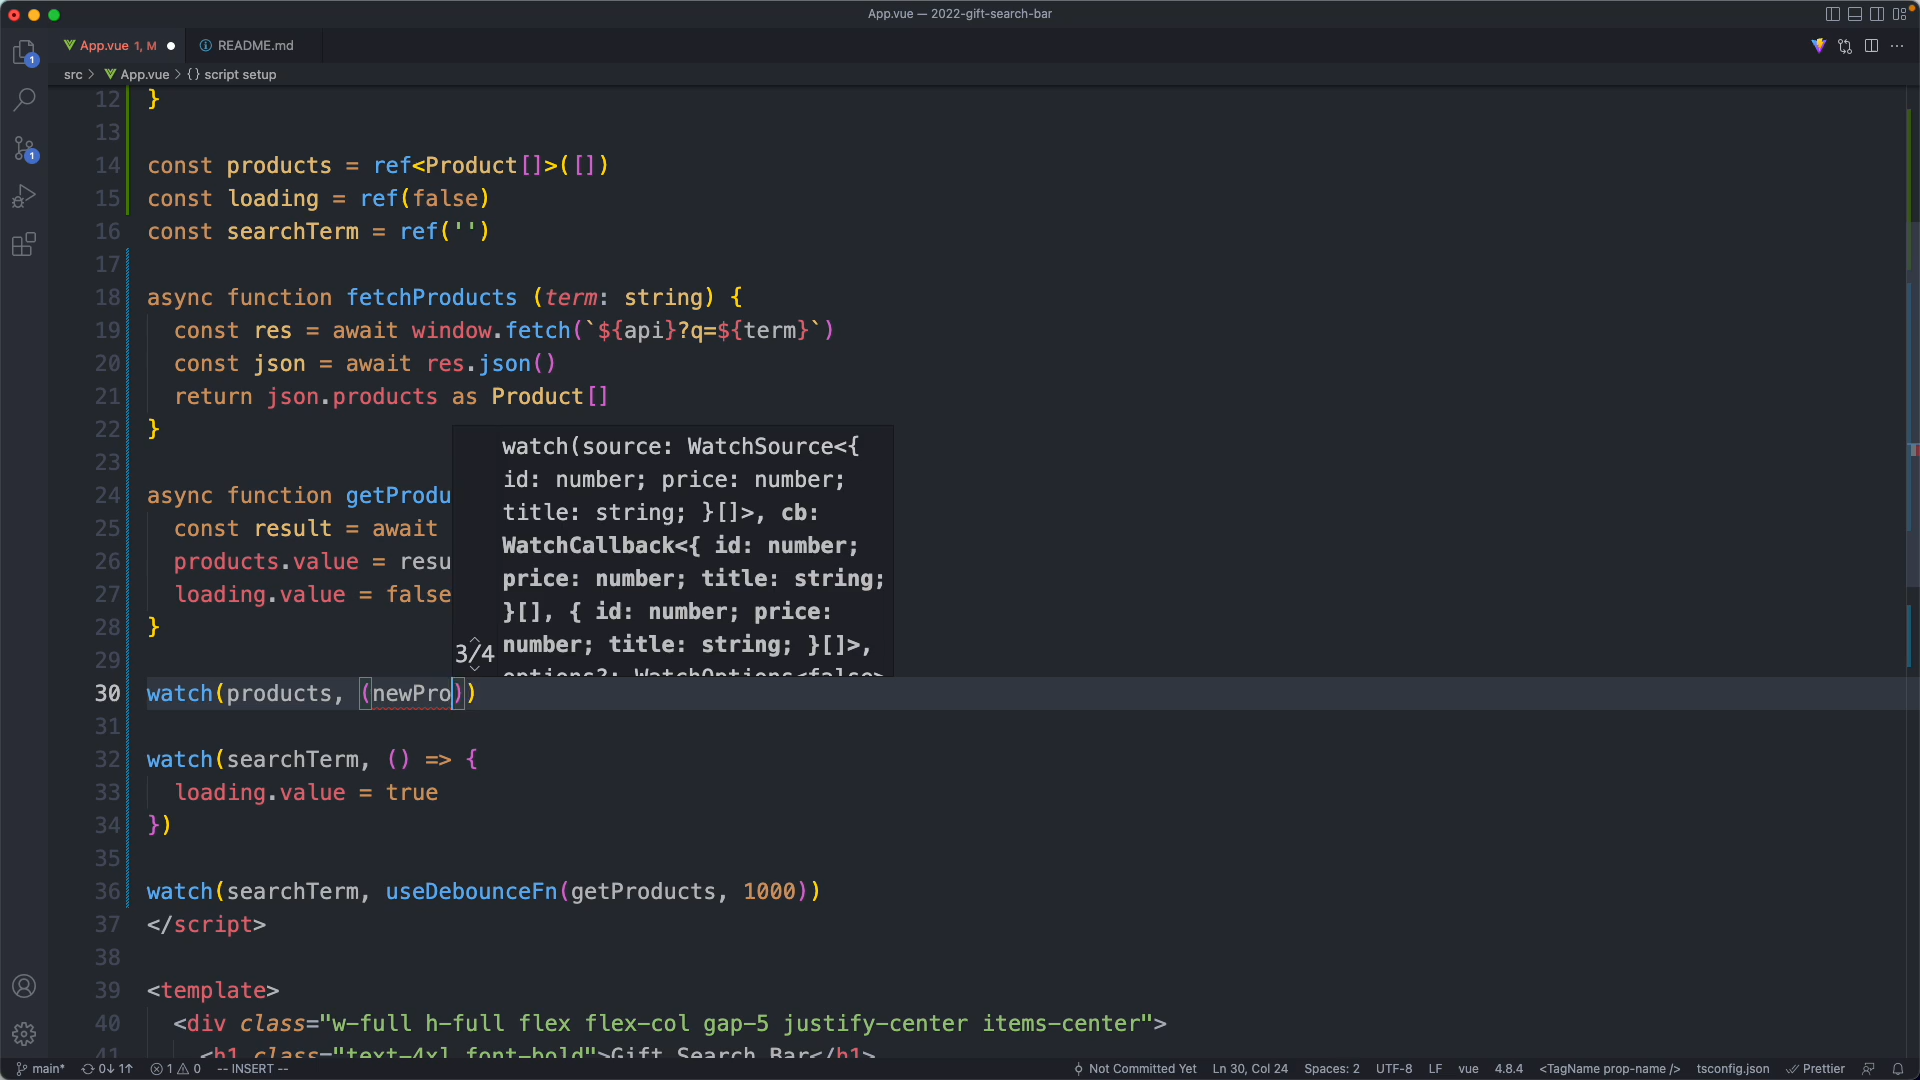 App.vue — 2022-gift-search-bar
App.vue 1, M
README.md
src > App.vue > {} script setup
12 }
13
14 const products = ref<Product[]>([])
15 const loading = ref(false)
16 const searchTerm = ref('')
17
18 async function fetchProducts (term: string) {
19 const res = await window.fetch(`${api}?q=${term}`)
20 const json = await res.json()
21 return json.products as Product[]
22 }
23
24 async function getProdu
25 const result = await
26 products.value = resu
27 loading.value = false
28 }
29
watch(source: WatchSource<{
id: number; price: number;
title: string; }[]>, cb:
WatchCallback<{ id: number;
price: number; title: string;
}[], { id: number; price:
number; title: string; }[]>,
options?: WatchOptions<false>
3/4
30 watch(products, (newPro))
31
32 watch(searchTerm, () => {
33 loading.value = true
34 })
35
36 watch(searchTerm, useDebounceFn(getProducts, 1000))
37 </script>
38
39 <template>
40 <div class="w-full h-full flex flex-col gap-5 justify-center items-center">
41 <h1 class="text-4xl font-bold">Gift Search Bar</h1>
1
1
main* 0↓ 1↑ 1 0 -- INSERT -- Not Committed Yet Ln 30, Col 24 Spaces: 2 UTF-8 LF vue 4.8.4 <TagName prop-name /> tsconfig.json Prettier